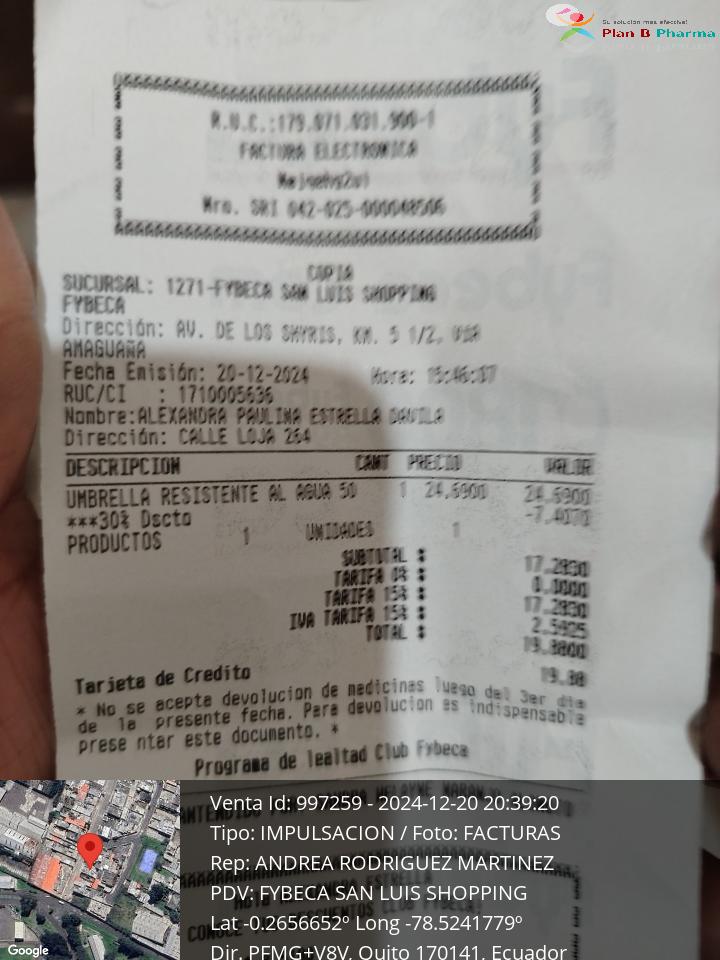 Su solución más efectiva!
Plan B Pharma
R.U.C.:179.071.031.900-1
FACTURA ELECTRONICA
Nro. SRI 042-025-000048506
COPIA
SUCURSAL: 1271-FYBECA SAN LUIS SHOPPING
FYBECA
Dirección: AV. DE LOS SHYRIS, KM. 5 1/2, VIA
AMAGUAÑA
Fecha Emisión: 20-12-2024 Hora: 15:46:07
RUC/CI : 1710005636
Nombre:ALEXANDRA PAULINA ESTRELLA DAVILA
Dirección: CALLE LOJA 264
DESCRIPCION CANT PRECIO VALOR
UMBRELLA RESISTENTE AL AGUA 50 1 24,6900 24,6900
***30% Dscto -7,4070
PRODUCTOS 1 UNIDADES 1
SUBTOTAL : 17,2830
TARIFA 0% : 0,0000
TARIFA 15% : 17,2830
IVA TARIFA 15% : 2,5925
TOTAL : 19,8800
Tarjeta de Credito 19.88
* No se acepta devolucion de medicinas luego del 3er dia
de la presente fecha. Para devolucion es indispensable
prese ntar este documento. *
Programa de lealtad Club Fybeca
Venta Id: 997259 - 2024-12-20 20:39:20
Tipo: IMPULSACION / Foto: FACTURAS
Rep: ANDREA RODRIGUEZ MARTINEZ
PDV: FYBECA SAN LUIS SHOPPING
Lat -0.2656652º Long -78.5241779º
Dir. PFMG+V8V, Quito 170141, Ecuador
Google